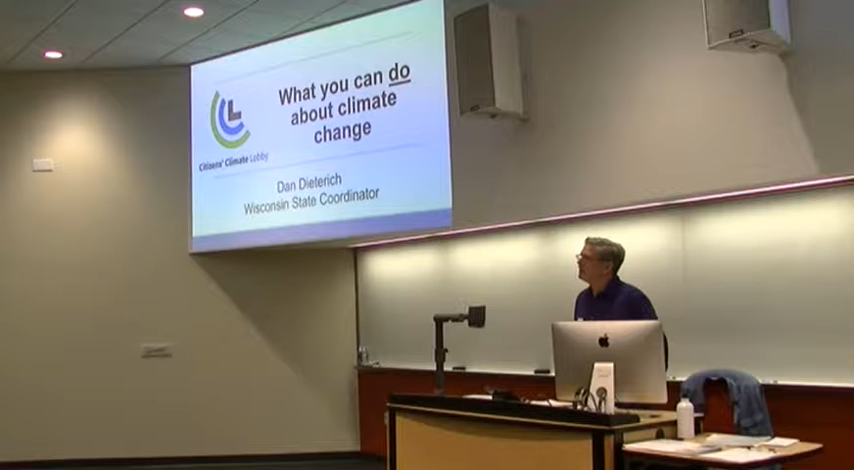 What you can do
about climate
change
Citizens' Climate Lobby
Dan Dieterich
Wisconsin State Coordinator